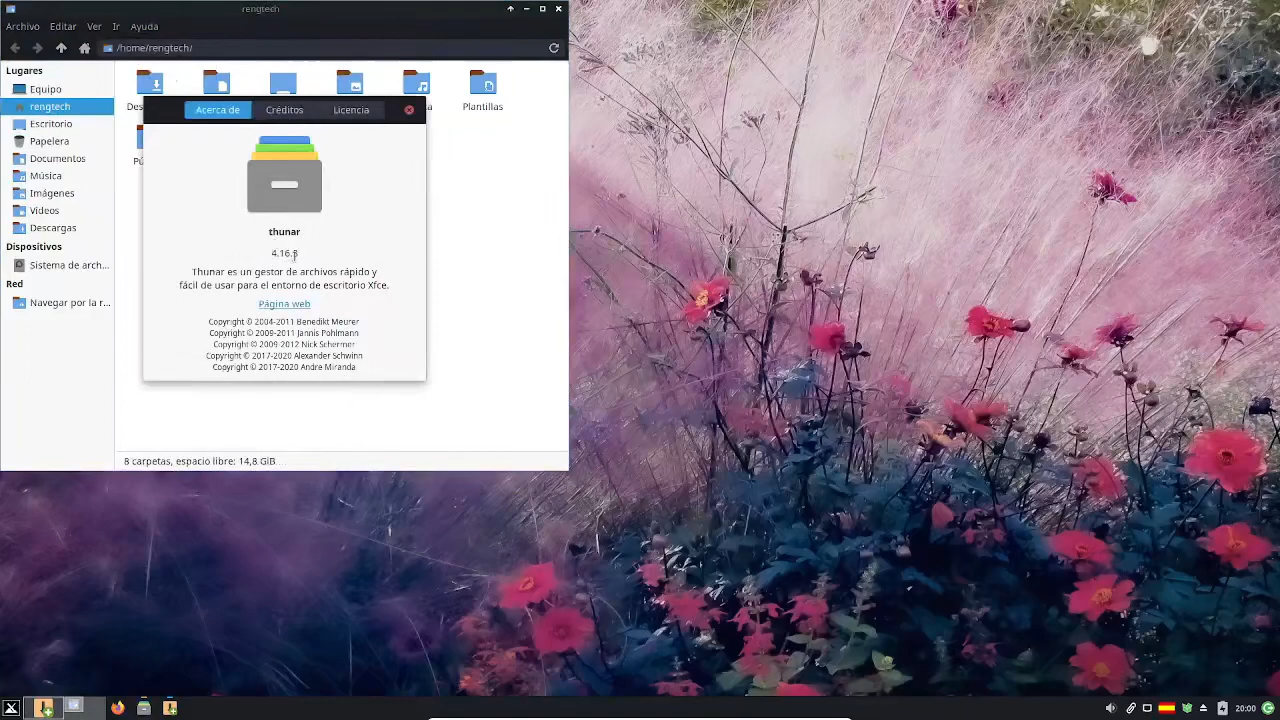 rengtech
Archivo Editar Ver Ir Ayuda
/home/rengtech/
Lugares
Equipo
rengtech
Escritorio
Papelera
Documentos
Música
Imágenes
Vídeos
Descargas
Dispositivos
Sistema de arch...
Red
Navegar por la r...
Plantillas
Acerca de Créditos Licencia
thunar
4.16.8
Thunar es un gestor de archivos rápido y
fácil de usar para el entorno de escritorio Xfce.
Página web
Copyright © 2004-2011 Benedikt Meurer
Copyright © 2009-2011 Jannis Pohlmann
Copyright © 2009-2012 Nick Schermer
Copyright © 2017-2020 Alexander Schwinn
Copyright © 2017-2020 Andre Miranda
8 carpetas, espacio libre: 14,8 GiB
20:00